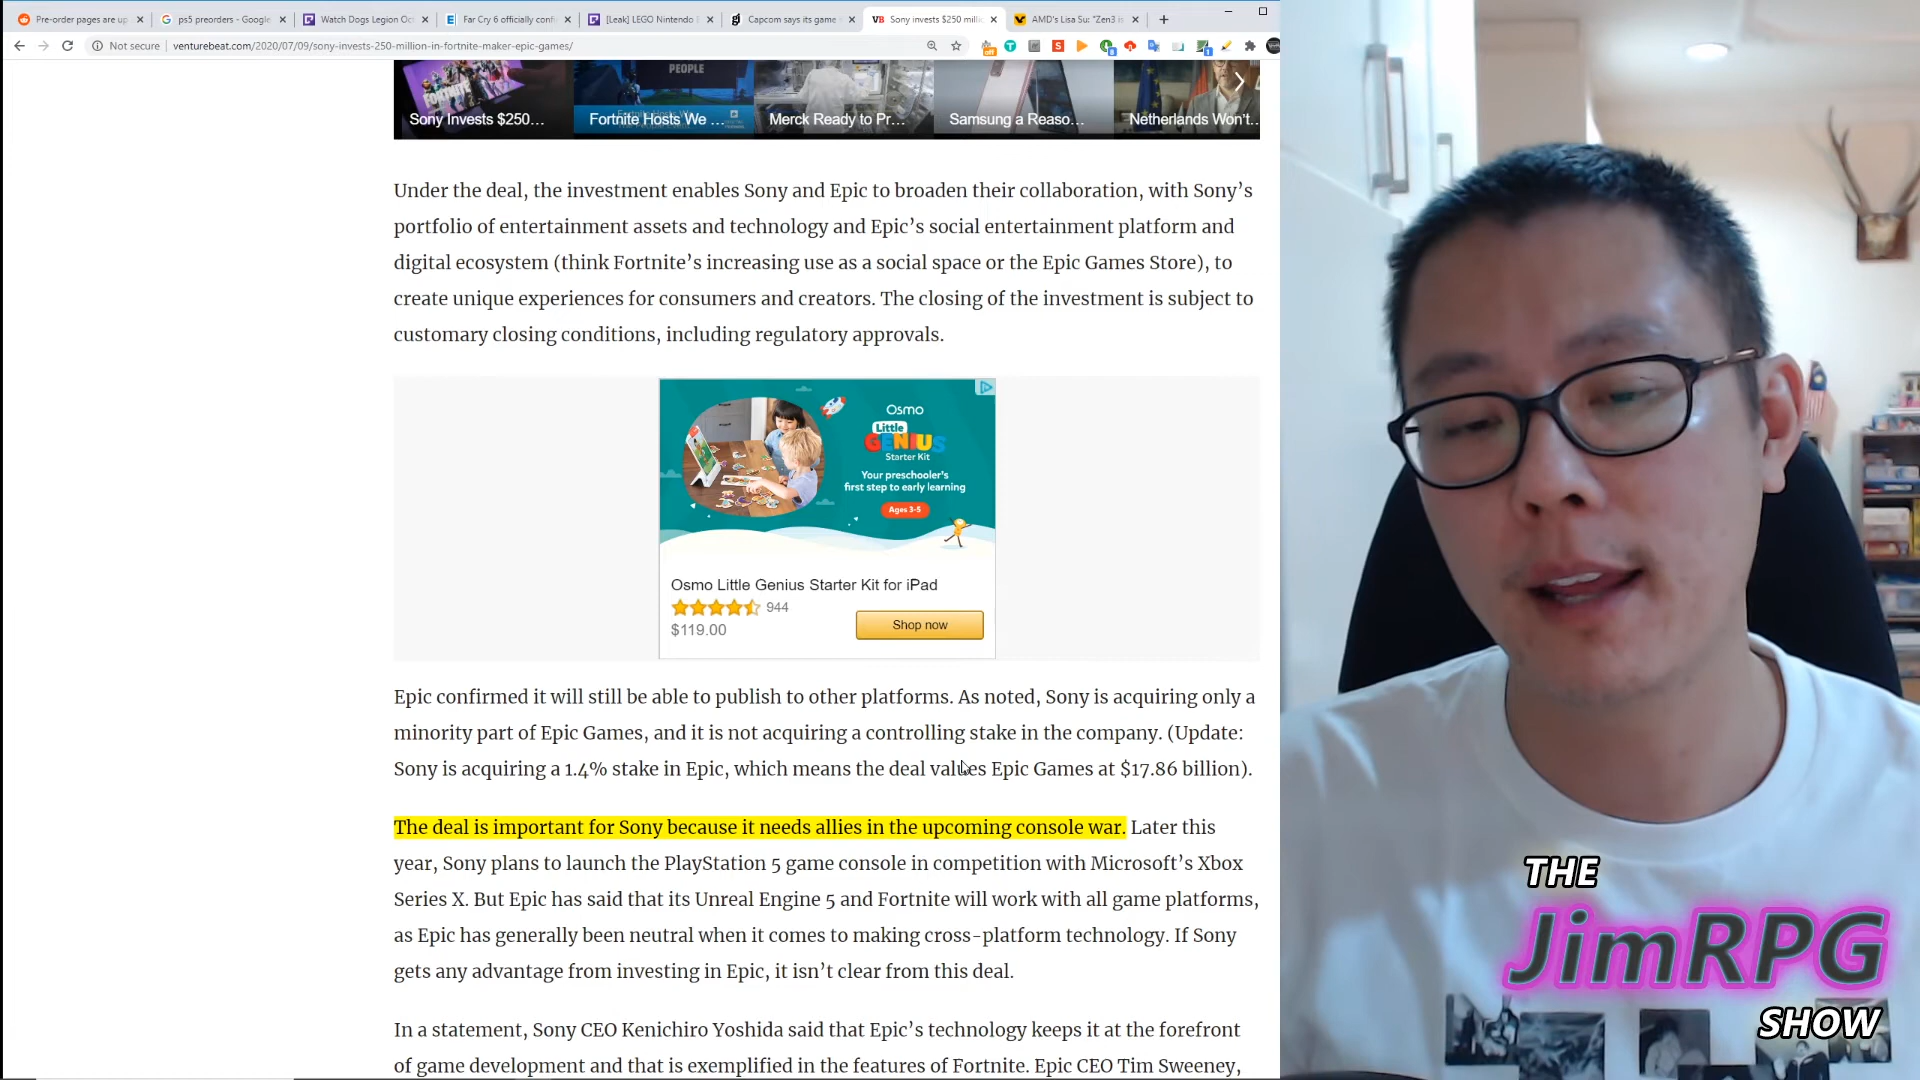 Pre-order pages are up
ps5 preorders - Google
Watch Dogs Legion Oc
Far Cry 6 officially conf
[Leak] LEGO Nintendo
Capcom says its game
VB Sony invests $250 mill
AMD's Lisa Su: "Zen3 i
Not secure venturebeat.com/2020/07/09/sony-invests-250-million-in-fortnite-maker-epic-games/
PEOPLE
FORTNITE
Sony Invests $250...
Fortnite Hosts We ...
Merck Ready to Pr...
Samsung a Reaso...
Netherlands Won't...
Under the deal, the investment enables Sony and Epic to broaden their collaboration, with Sony’s
portfolio of entertainment assets and technology and Epic’s social entertainment platform and
digital ecosystem (think Fortnite’s increasing use as a social space or the Epic Games Store), to
create unique experiences for consumers and creators. The closing of the investment is subject to
customary closing conditions, including regulatory approvals.
Osmo
Little
GENIUS
Starter Kit
Your preschooler's
first step to early learning
Ages 3-5
Osmo Little Genius Starter Kit for iPad
944
$119.00
Shop now
Epic confirmed it will still be able to publish to other platforms. As noted, Sony is acquiring only a
minority part of Epic Games, and it is not acquiring a controlling stake in the company. (Update:
Sony is acquiring a 1.4% stake in Epic, which means the deal values Epic Games at $17.86 billion).
The deal is important for Sony because it needs allies in the upcoming console war. Later this
year, Sony plans to launch the PlayStation 5 game console in competition with Microsoft’s Xbox
Series X. But Epic has said that its Unreal Engine 5 and Fortnite will work with all game platforms,
as Epic has generally been neutral when it comes to making cross-platform technology. If Sony
gets any advantage from investing in Epic, it isn’t clear from this deal.
In a statement, Sony CEO Kenichiro Yoshida said that Epic’s technology keeps it at the forefront
of game development and that is exemplified in the features of Fortnite. Epic CEO Tim Sweeney,
THE
JimRPG
SHOW